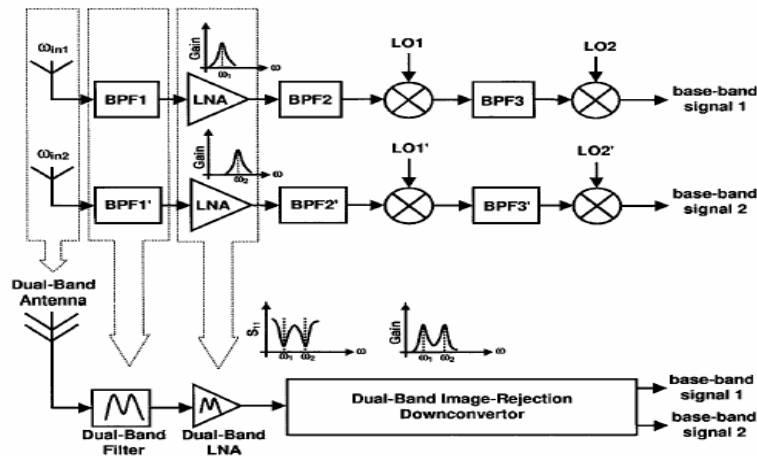 ω_in1
Gain
ω₁
ω
LO1
LO2
BPF1
LNA
BPF2
BPF3
base-band
signal 1
ω_in2
Gain
ω₂
ω
LO1'
LO2'
BPF1'
LNA
BPF2'
BPF3'
base-band
signal 2
Dual-Band
Antenna
S₁₁
ω₁
ω₂
ω
Gain
ω₁
ω₂
ω
Dual-Band
Filter
Dual-Band
LNA
Dual-Band Image-Rejection
Downconvertor
base-band
signal 1
base-band
signal 2